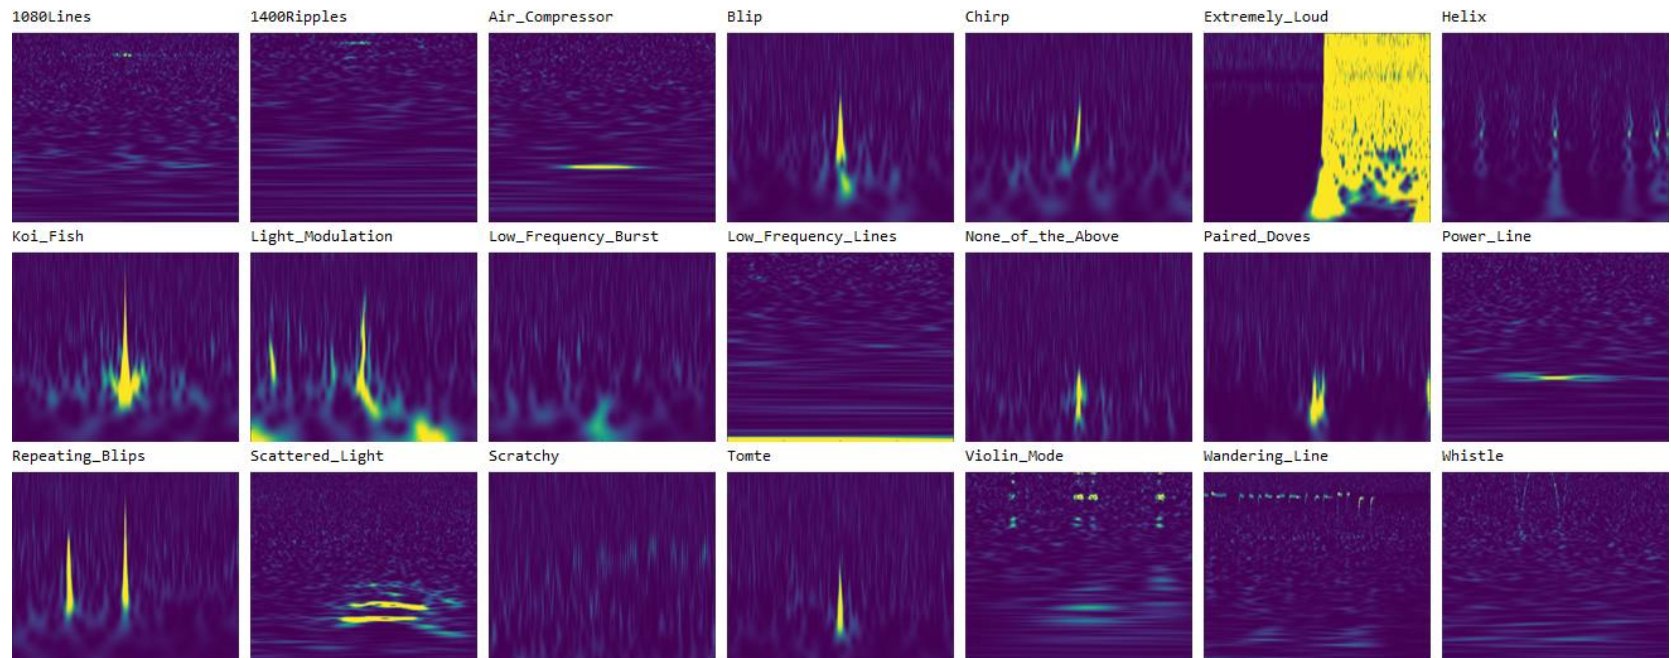 1080Lines 1400Ripples Air_Compressor Blip Chirp Extremely_Loud Helix
Koi_Fish Light_Modulation Low_Frequency_Burst Low_Frequency_Lines None_of_the_Above Paired_Doves Power_Line
Repeating_Blips Scattered_Light Scratchy Tomte Violin_Mode Wandering_Line Whistle